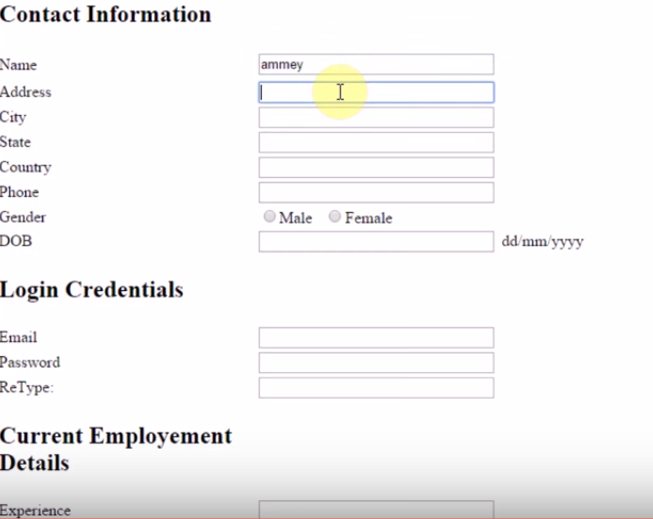 Contact Information
Name ammey
Address
City
State
Country
Phone
Gender Male Female
DOB dd/mm/yyyy
Login Credentials
Email
Password
ReType:
Current Employement
Details
Experience